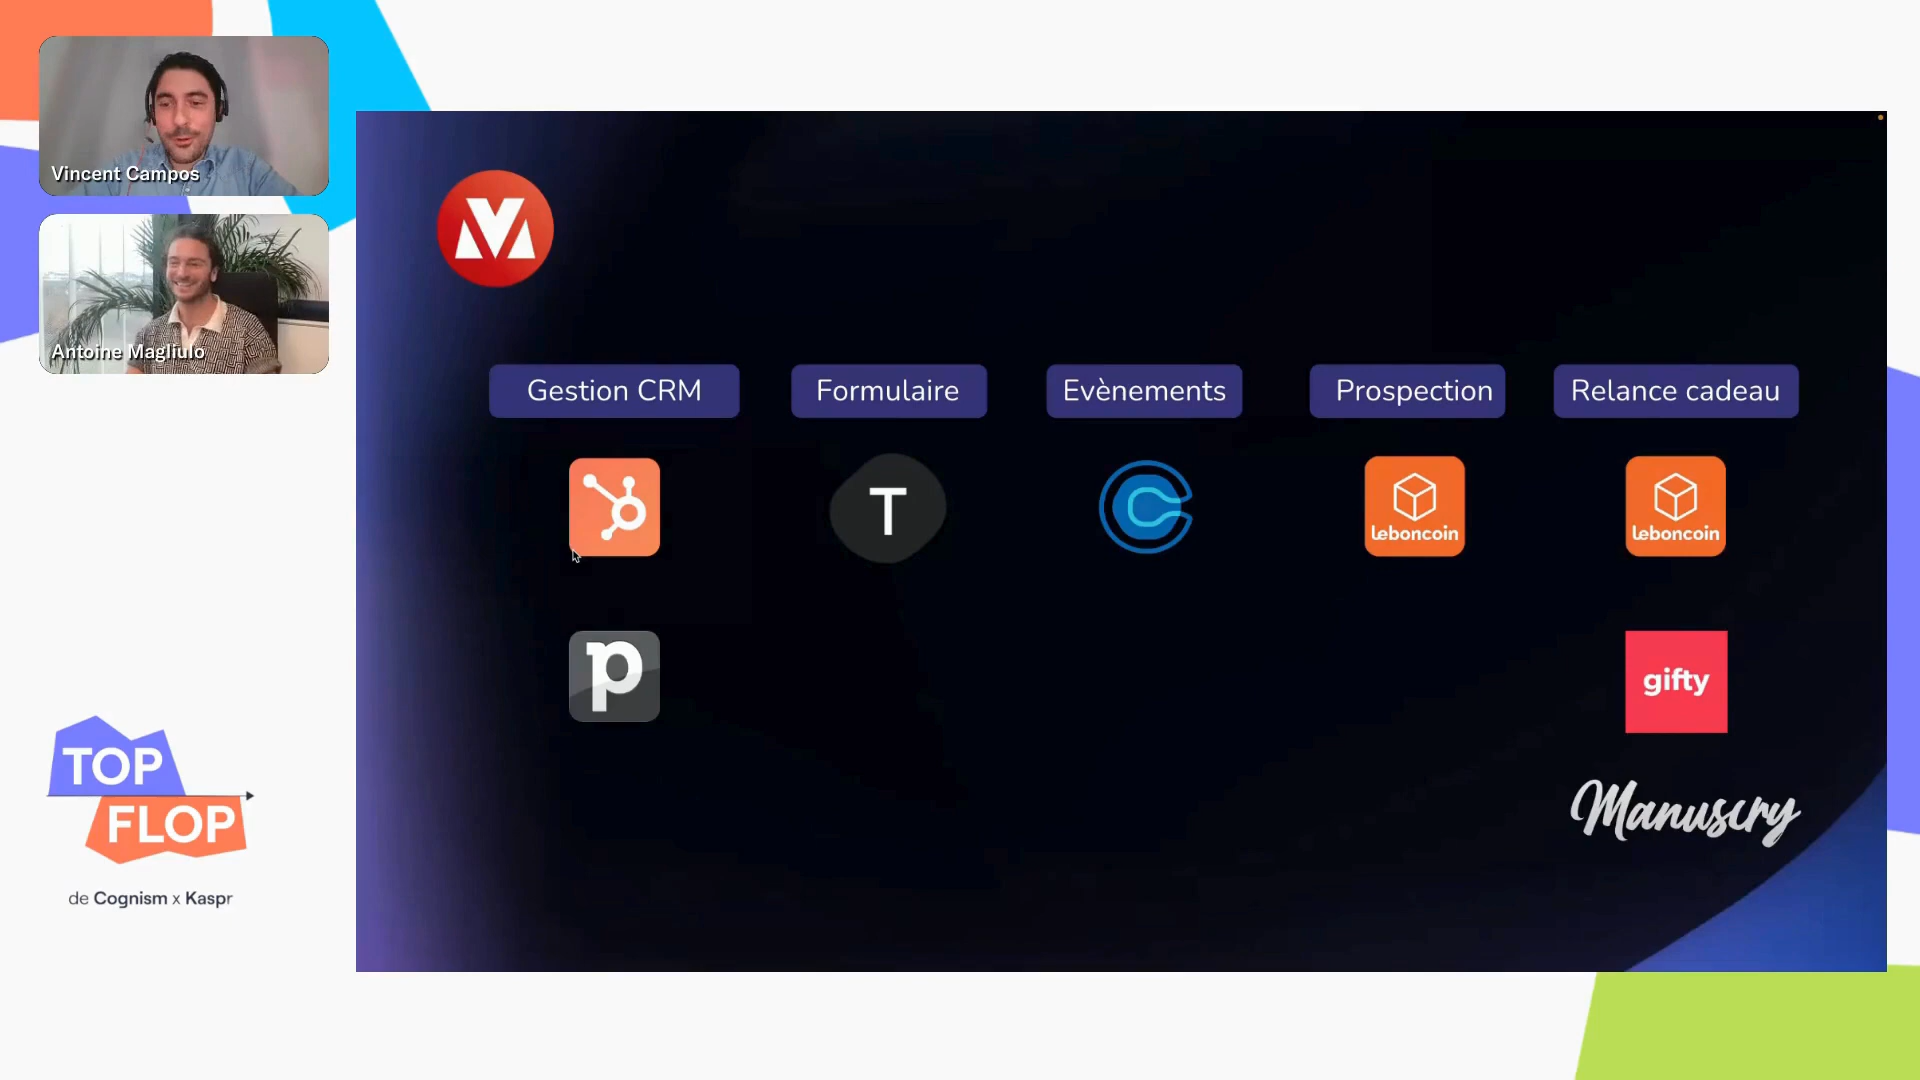 Vincent Campos
Antoine Magliulo
Gestion CRM
Formulaire
Evènements
Prospection
Relance cadeau
T
leboncoin
leboncoin
p
gifty
Manuscry
TOP
FLOP
de Cognism x Kaspr